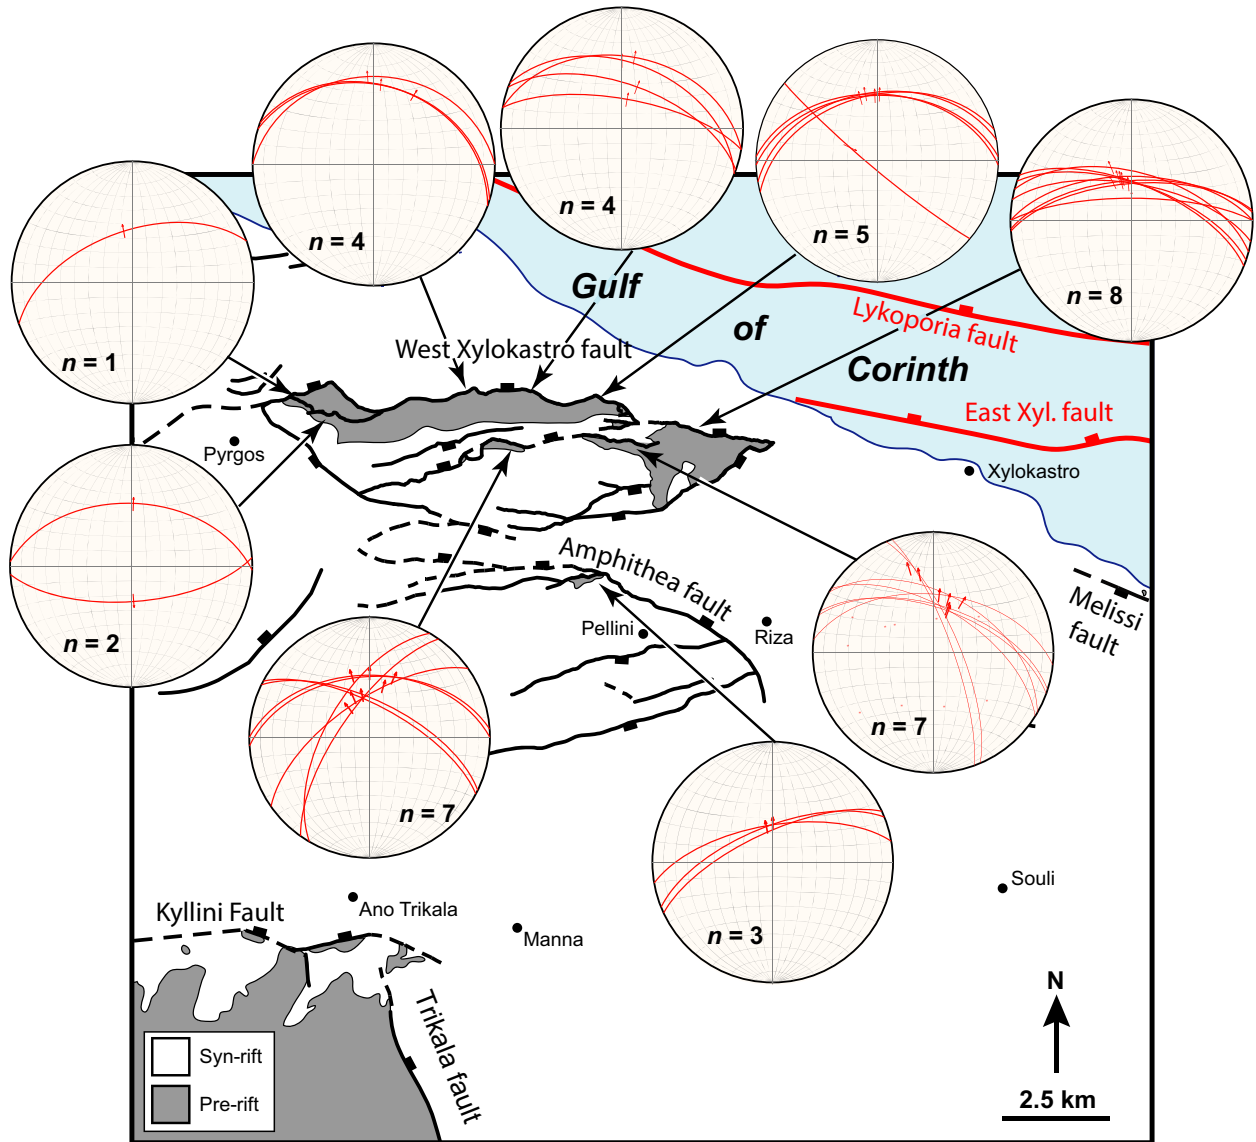 n = 4
n = 4
n = 5
n = 8
n = 1
Gulf
of
Corinth
Lykoporia fault
West Xylokastro fault
East Xyl. fault
Pyrgos
Xylokastro
n = 2
Amphithea fault
Melissi
fault
Pellini
Riza
n = 7
n = 7
n = 3
Souli
Kyllini Fault
Ano Trikala
Manna
Trikala fault
N
2.5 km
Syn-rift
Pre-rift